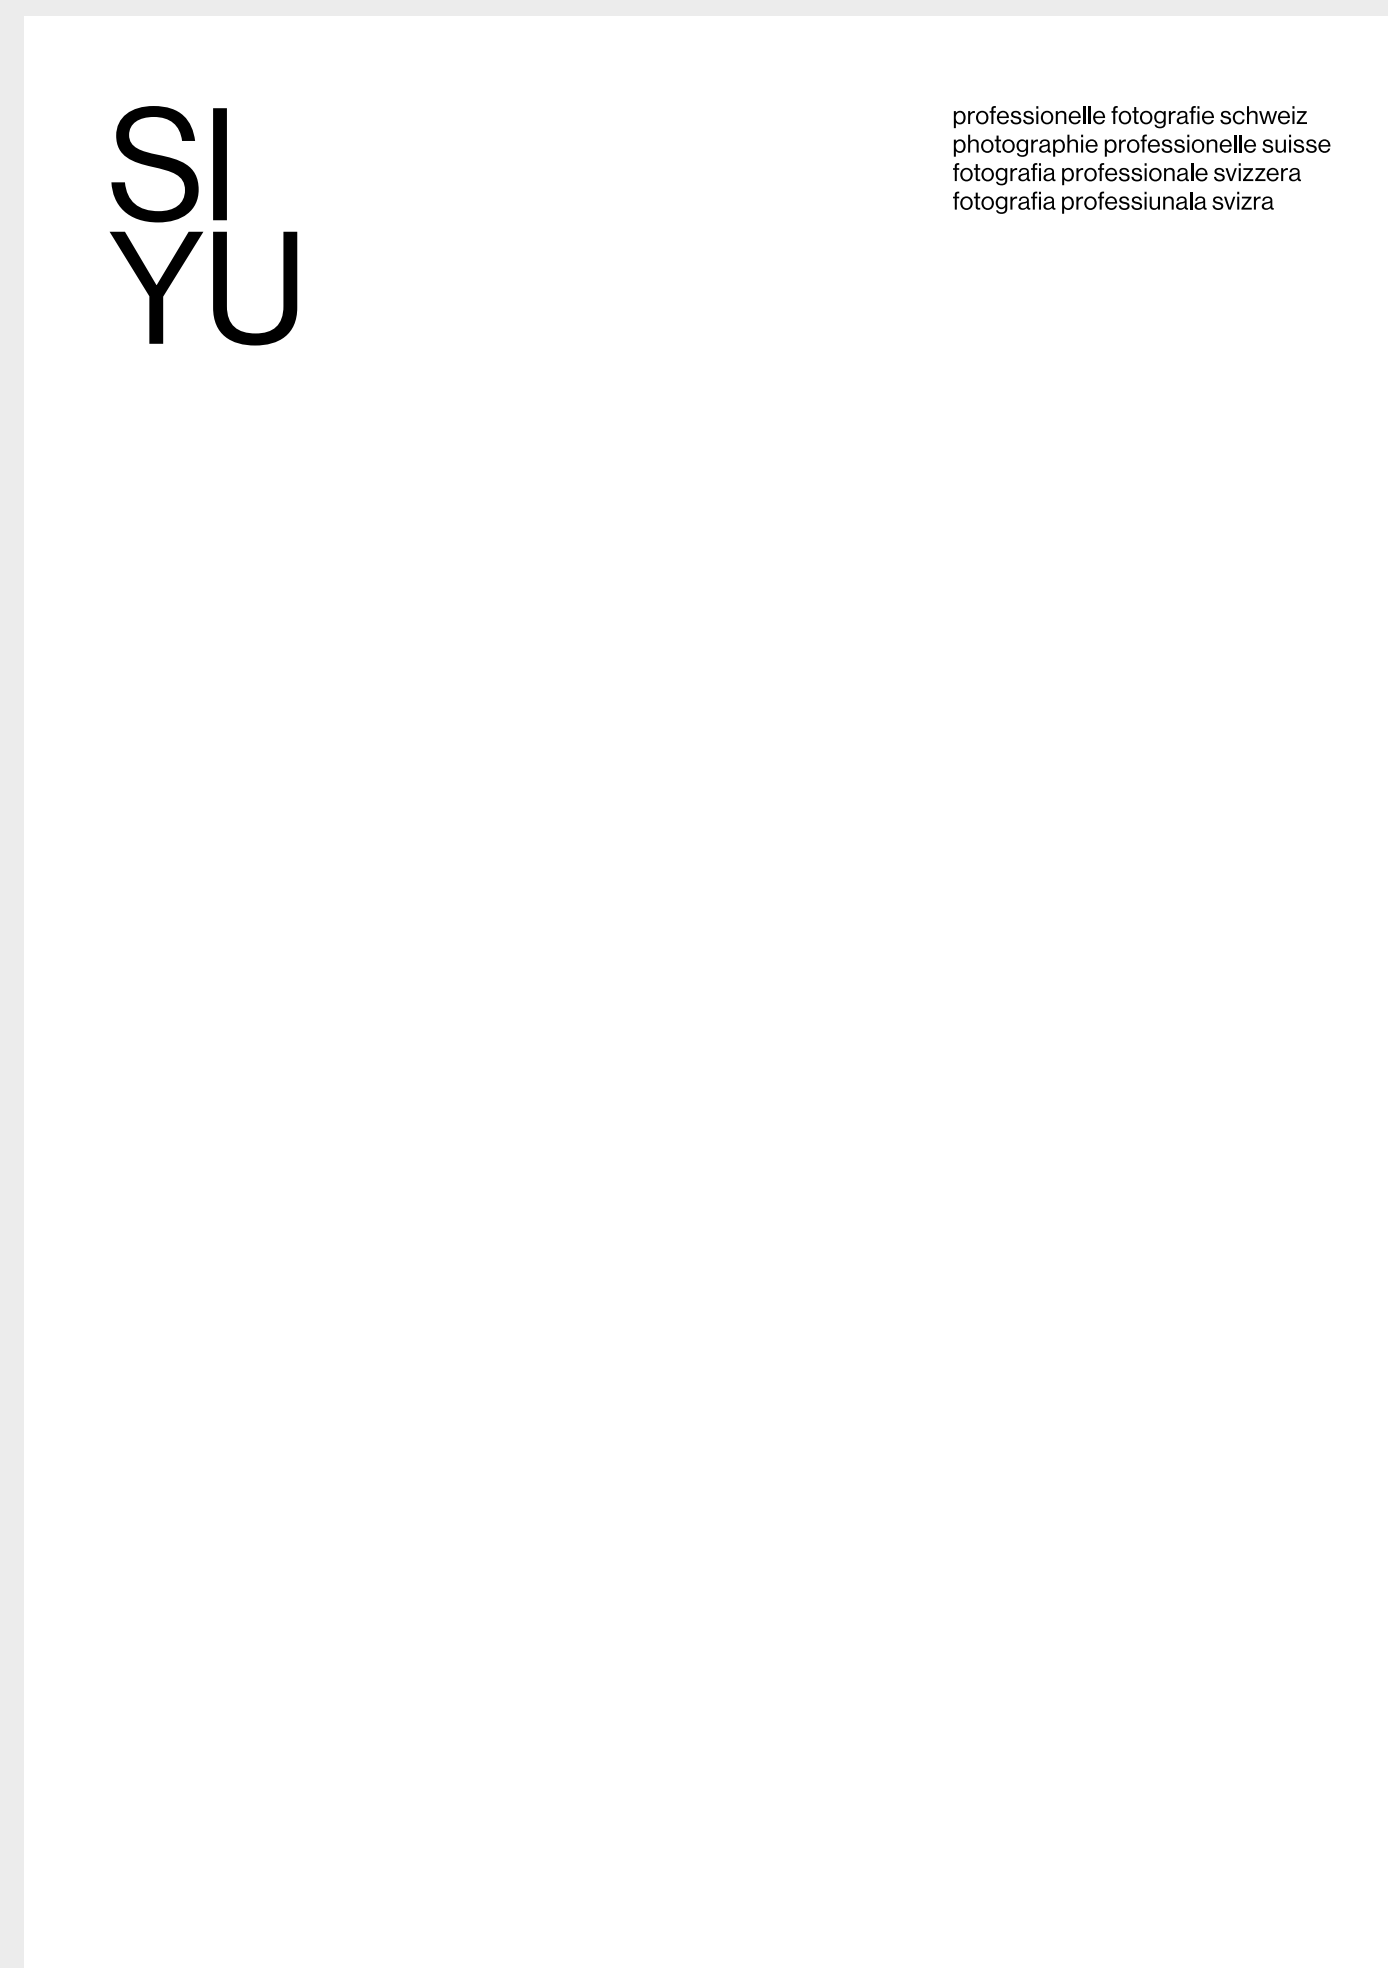 SI
YU
professionelle fotografie schweiz
photographie professionelle suisse
fotografia professionale svizzera
fotografia professiunala svizra